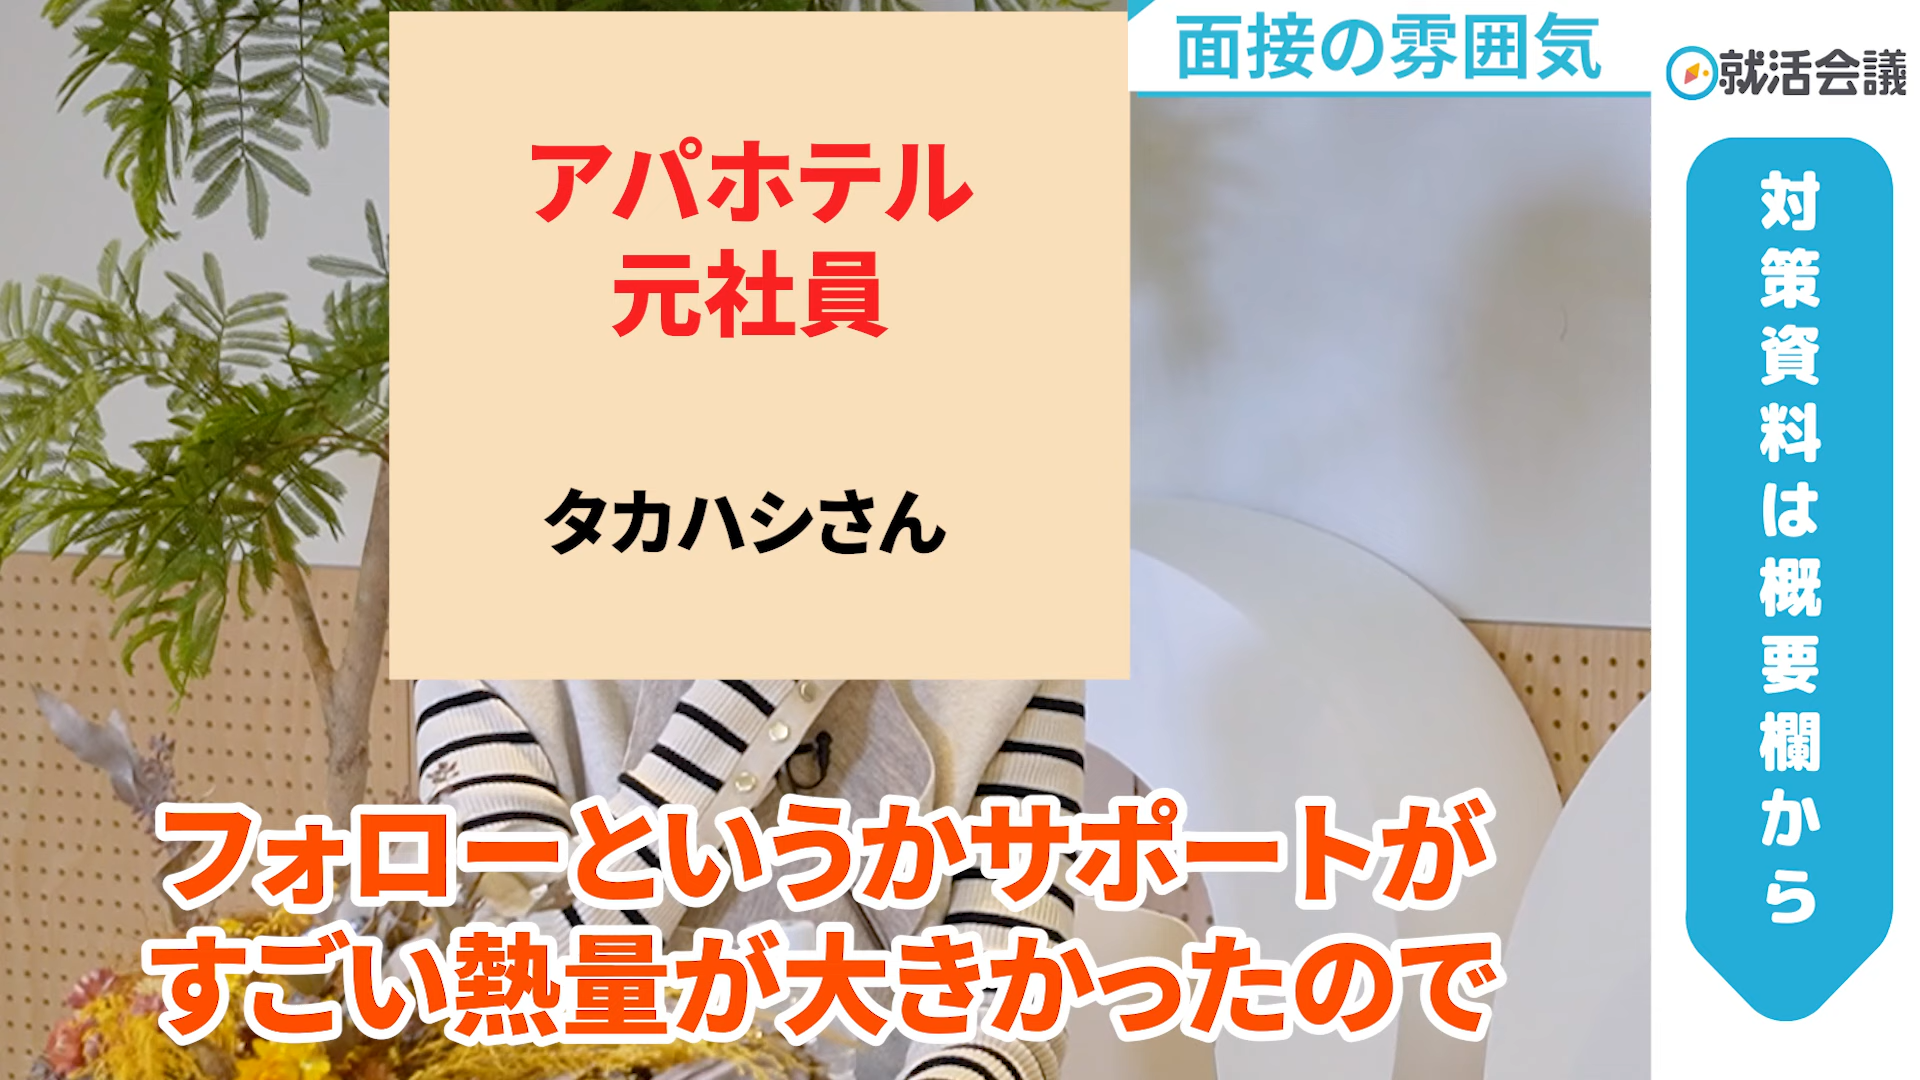 面接の雰囲気
就活会議
アパホテル
元社員
タカハシさん
対策資料は概要欄から
フォローというかサポートが
すごい熱量が大きかったので